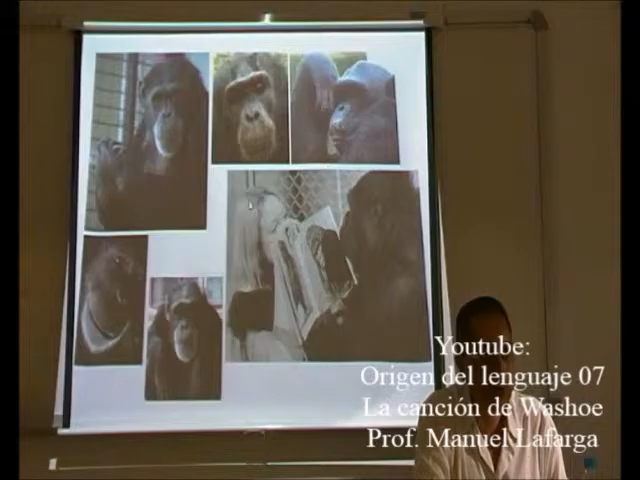 Youtube:
Origen del lenguaje 07
La canción de Washoe
Prof. Manuel Lafarga